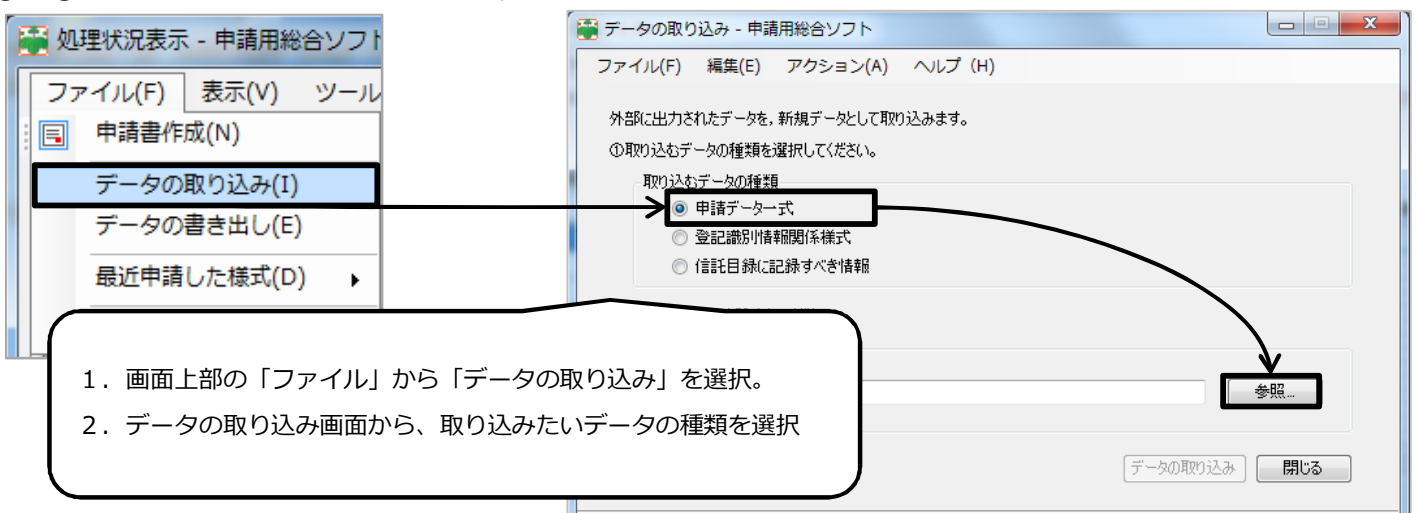 処理状況表示 - 申請用総合ソフト
ファイル(F) 表示(V) ツール
申請書作成(N)
データの取り込み(I)
データの書き出し(E)
最近申請した様式(D)
データの取り込み - 申請用総合ソフト
ファイル(F) 編集(E) アクション(A) ヘルプ (H)
外部に出力されたデータを,新規データとして取り込みます。
①取り込むデータの種類を選択してください。
取り込むデータの種類
申請データ一式
登記識別情報関係様式
信託目録に記録すべき情報
参照...
データの取り込み 閉じる
1.画面上部の「ファイル」から「データの取り込み」を選択。
2.データの取り込み画面から、取り込みたいデータの種類を選択